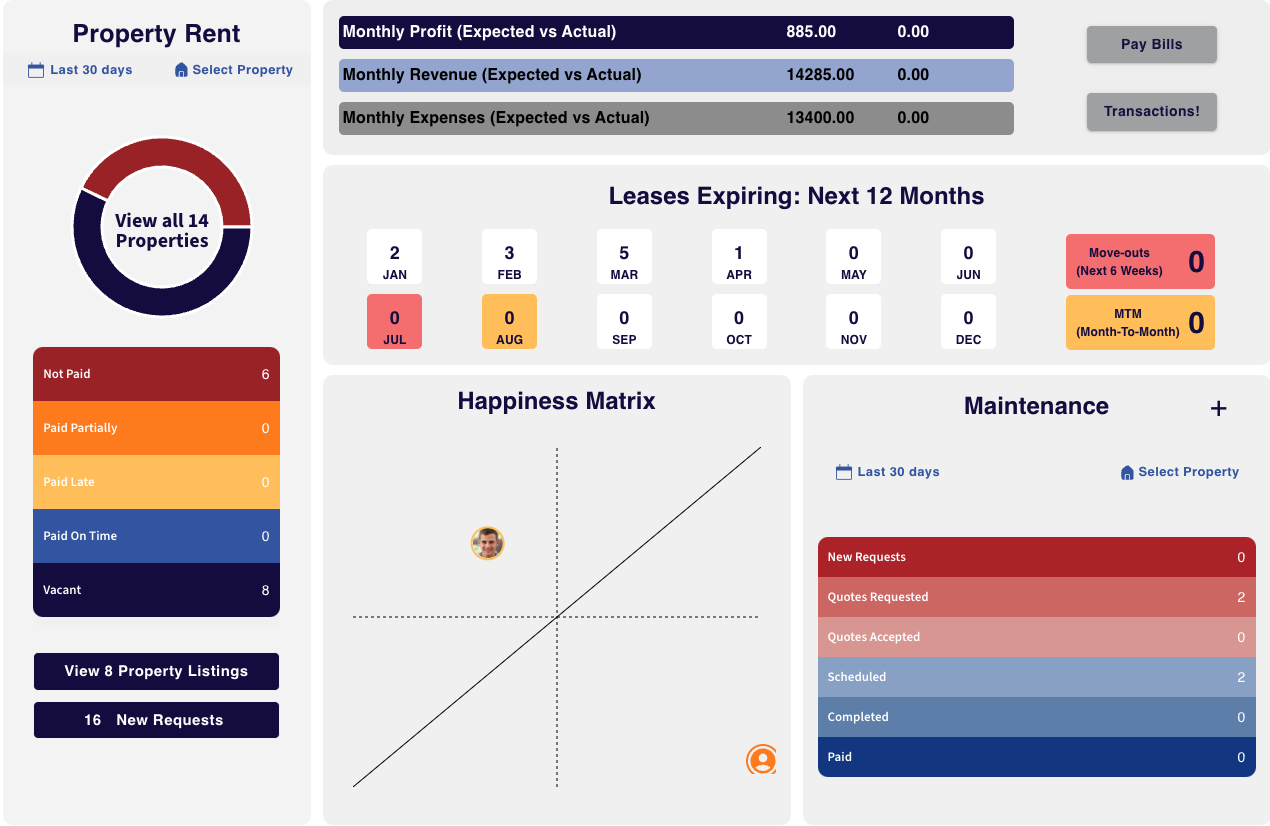 Property Rent
Last 30 days
Select Property
View all 14
Properties
Not Paid 6
Paid Partially 0
Paid Late 0
Paid On Time 0
Vacant 8
View 8 Property Listings
16 New Requests
Monthly Profit (Expected vs Actual) 885.00 0.00
Monthly Revenue (Expected vs Actual) 14285.00 0.00
Monthly Expenses (Expected vs Actual) 13400.00 0.00
Pay Bills
Transactions!
Leases Expiring: Next 12 Months
2 3 5 1 0 0
JAN FEB MAR APR MAY JUN
0 0 0 0 0 0
JUL AUG SEP OCT NOV DEC
Move-outs
(Next 6 Weeks) 0
MTM
(Month-To-Month) 0
Happiness Matrix
Maintenance +
Last 30 days
Select Property
New Requests 0
Quotes Requested 2
Quotes Accepted 0
Scheduled 2
Completed 0
Paid 0